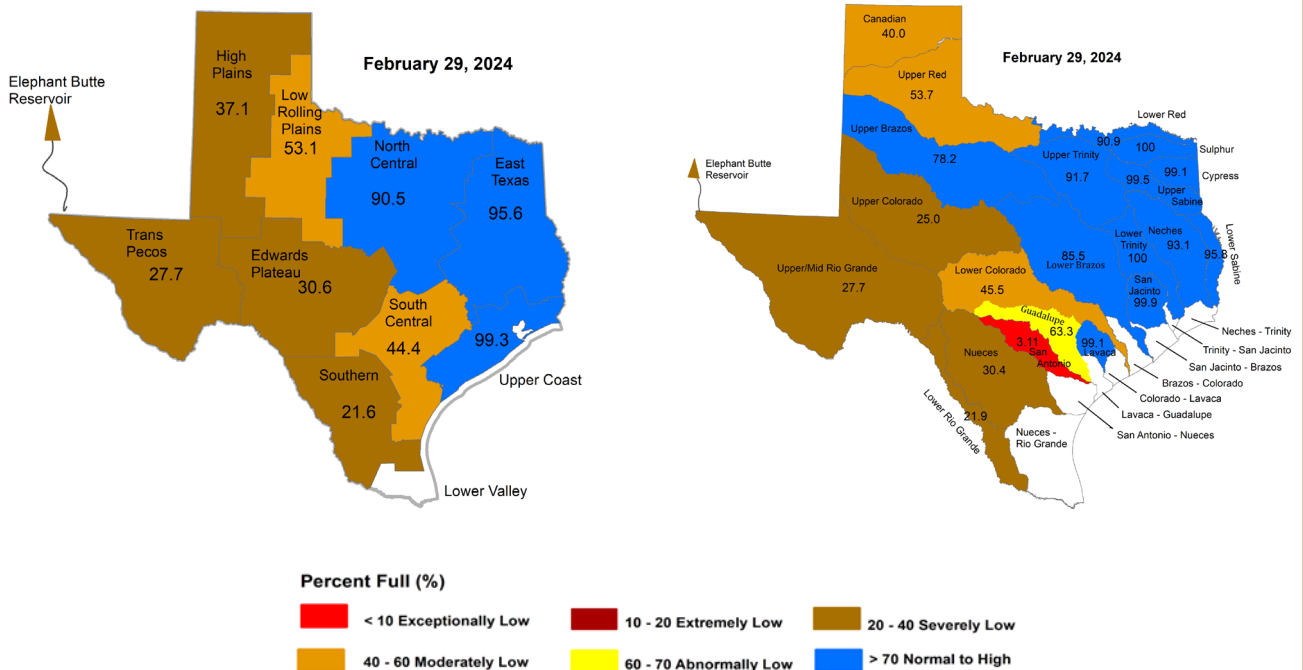 February 29, 2024
Elephant Butte
Reservoir
High
Plains
37.1
Low
Rolling
Plains
53.1
North
Central
90.5
East
Texas
95.6
Trans
Pecos
27.7
Edwards
Plateau
30.6
South
Central
44.4
99.3
Upper Coast
Southern
21.6
Lower Valley
February 29, 2024
Canadian
40.0
Upper Red
53.7
Elephant Butte
Reservoir
Upper Brazos
78.2
Lower Red
90.9
100
Sulphur
Upper Trinity
91.7
99.5
99.1
Cypress
Upper
Sabine
Upper Colorado
25.0
Lower
Trinity
100
Neches
93.1
95.8
Lower Sabine
85.5
Lower Brazos
Upper/Mid Rio Grande
27.7
Lower Colorado
45.5
San
Jacinto
99.9
Guadalupe
63.3
3.11
San
Antonio
99.1
Lavaca
Nueces
30.4
21.9
Lower Rio Grande
Nueces -
Rio Grande
Neches - Trinity
Trinity - San Jacinto
San Jacinto - Brazos
Brazos - Colorado
Colorado - Lavaca
Lavaca - Guadalupe
San Antonio - Nueces
Percent Full (%)
< 10 Exceptionally Low
10 - 20 Extremely Low
20 - 40 Severely Low
40 - 60 Moderately Low
60 - 70 Abnormally Low
> 70 Normal to High